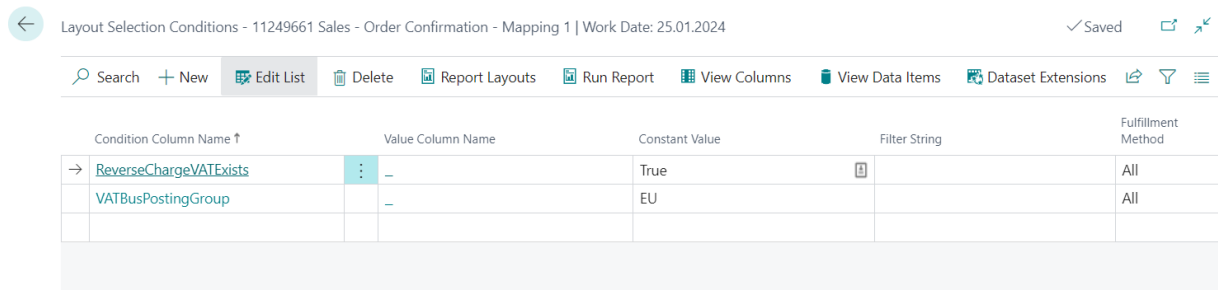 Layout Selection Conditions - 11249661 Sales - Order Confirmation - Mapping 1 | Work Date: 25.01.2024
Saved
Search
New
Edit List
Delete
Report Layouts
Run Report
View Columns
View Data Items
Dataset Extensions
Condition Column Name ↑
Value Column Name
Constant Value
Filter String
Fulfillment
Method
ReverseChargeVATExists
_
True
All
VATBusPostingGroup
_
EU
All